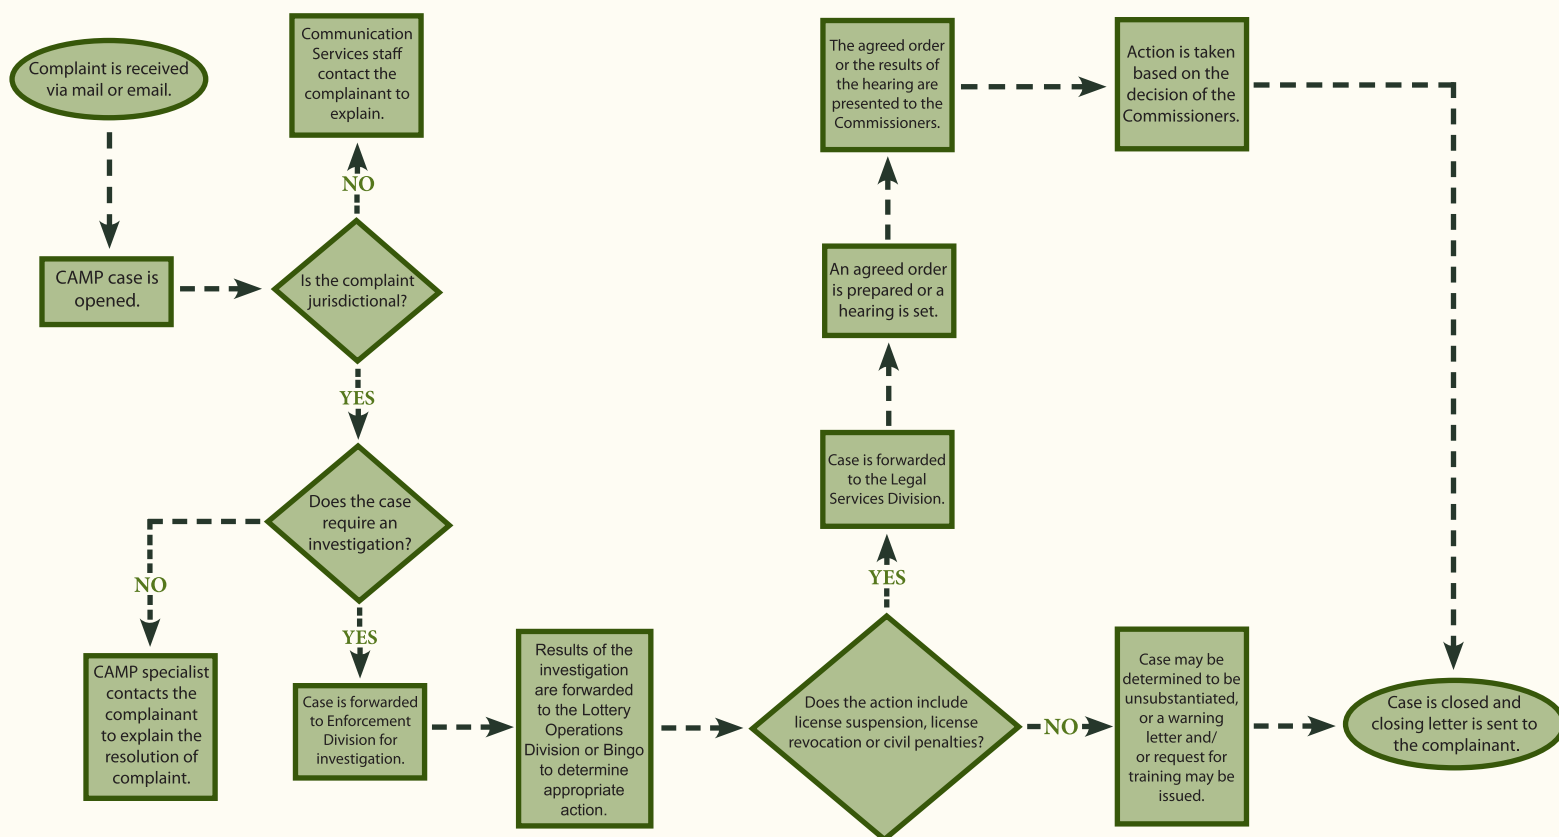 Complaint is received
via mail or email.
CAMP case is
opened.
Is the complaint
jurisdictional?
NO
Communication
Services staff
contact the
complainant to
explain.
YES
Does the case
require an
investigation?
NO
CAMP specialist
contacts the
complainant
to explain the
resolution of
complaint.
YES
Case is forwarded
to Enforcement
Division for
investigation.
Results of the
investigation
are forwarded
to the Lottery
Operations
Division or Bingo
to determine
appropriate
action.
Does the action include
license suspension, license
revocation or civil penalties?
YES
Case is forwarded
to the Legal
Services Division.
An agreed order
is prepared or a
hearing is set.
The agreed order
or the results of
the hearing are
presented to the
Commissioners.
Action is taken
based on the
decision of the
Commissioners.
NO
Case may be
determined to be
unsubstantiated,
or a warning
letter and/
or request for
training may be
issued.
Case is closed and
closing letter is sent to
the complainant.